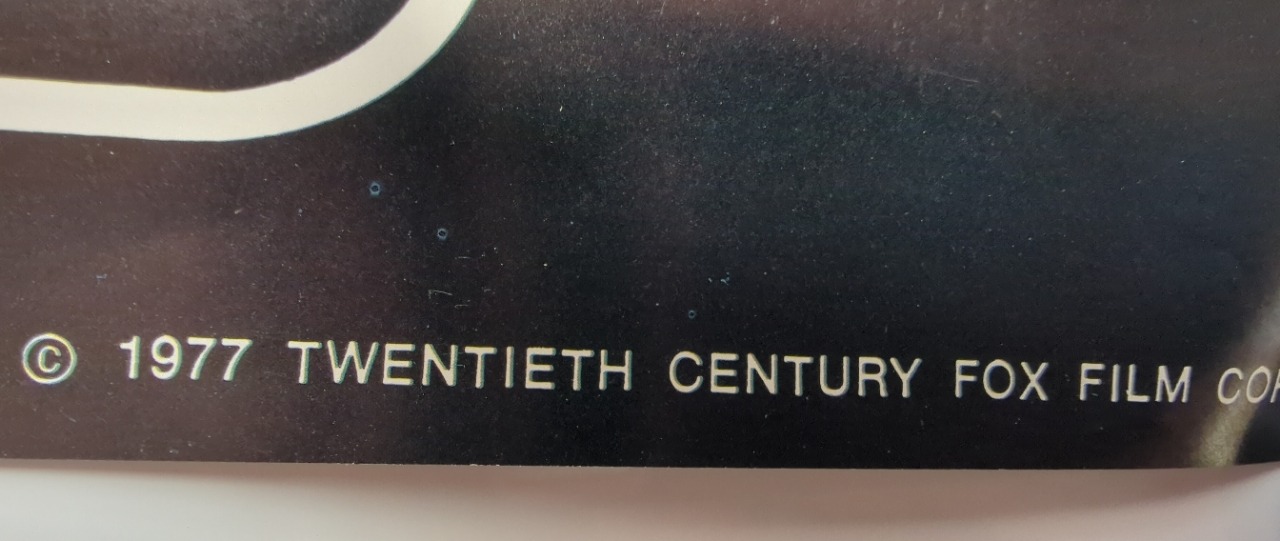 © 1977 TWENTIETH CENTURY FOX FILM